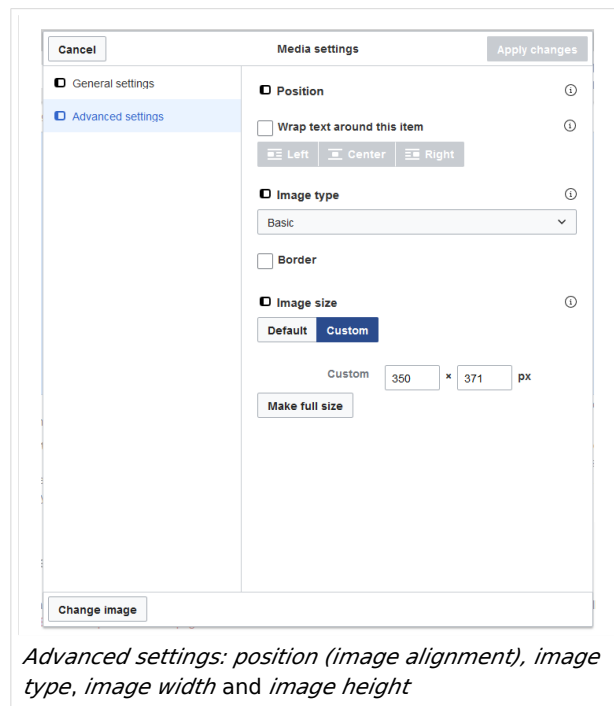 Cancel Media settings Apply changes
General settings
Advanced settings
Position
Wrap text around this item
Left Center Right
Image type
Basic
Border
Image size
Default Custom
Custom 350 × 371 px
Make full size
Change image
Advanced settings: position (image alignment), image
type, image width and image height